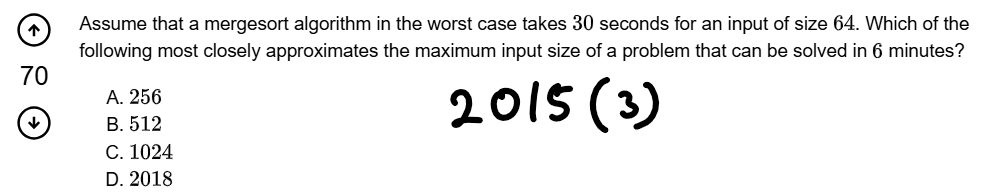 Assume that a mergesort algorithm in the worst case takes 30 seconds for an input of size 64. Which of the
following most closely approximates the maximum input size of a problem that can be solved in 6 minutes?
70
A. 256
2015 (3)
B. 512
C. 1024
D. 2018